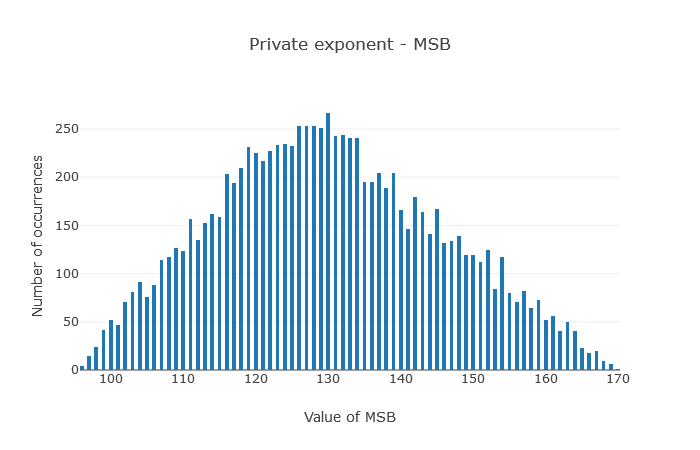 Private exponent - MSB
250
200
150
100
50
0
100 110 120 130 140 150 160 170
Number of occurrences
Value of MSB